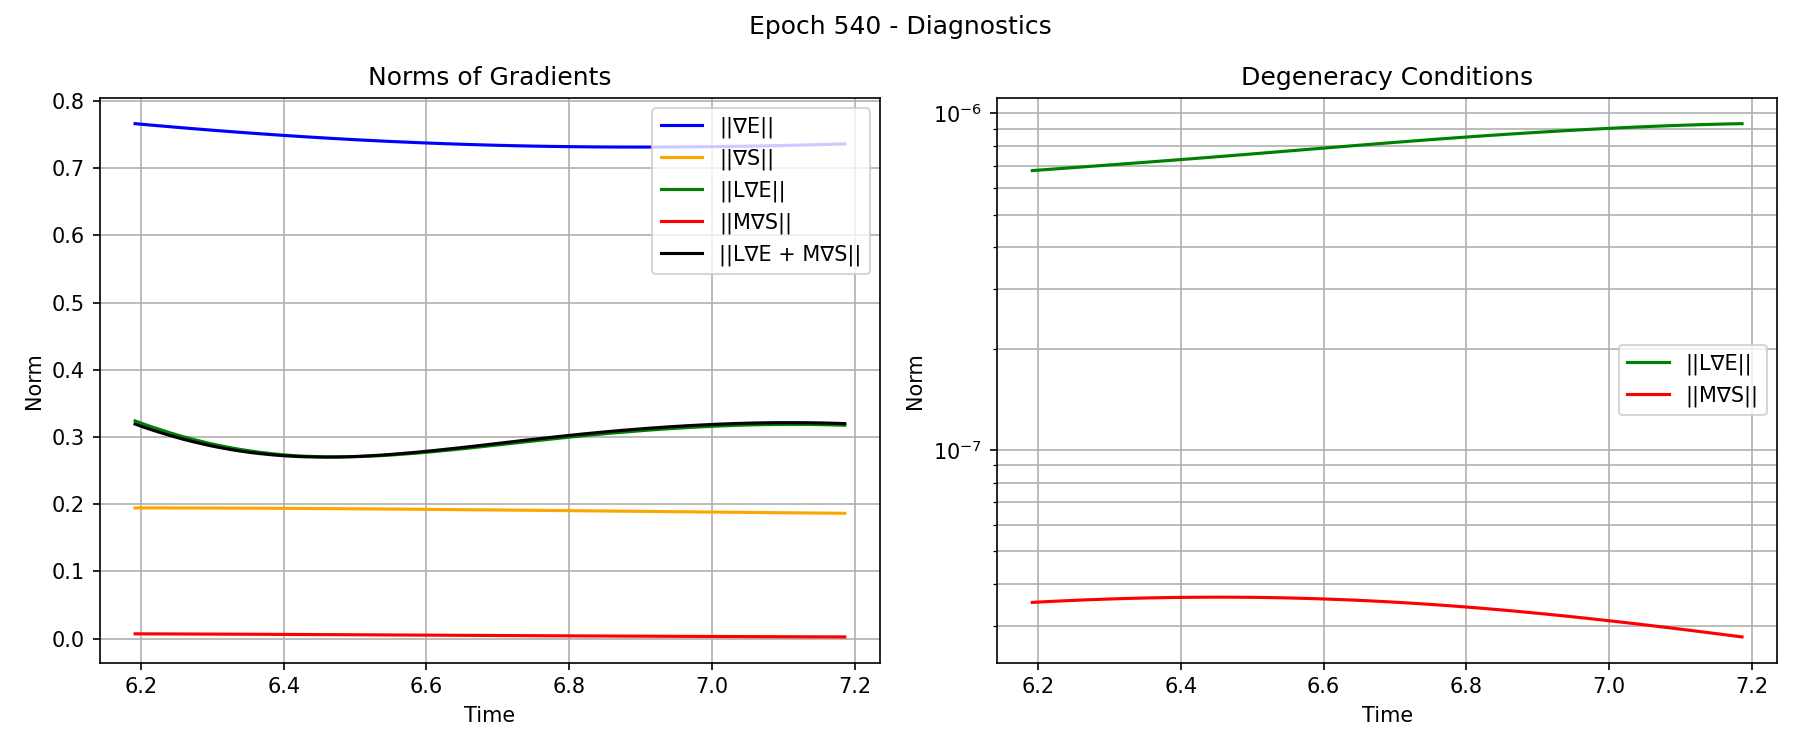 Epoch 540 - Diagnostics
Norms of Gradients
0.8
0.7
0.6
0.5
0.4
0.3
0.2
0.1
0.0
Norm
6.2 6.4 6.6 6.8 7.0 7.2
Time
||∇E||
||∇S||
||L∇E||
||M∇S||
||L∇E + M∇S||
Degeneracy Conditions
10⁻⁶
10⁻⁷
Norm
6.2 6.4 6.6 6.8 7.0 7.2
Time
||L∇E||
||M∇S||